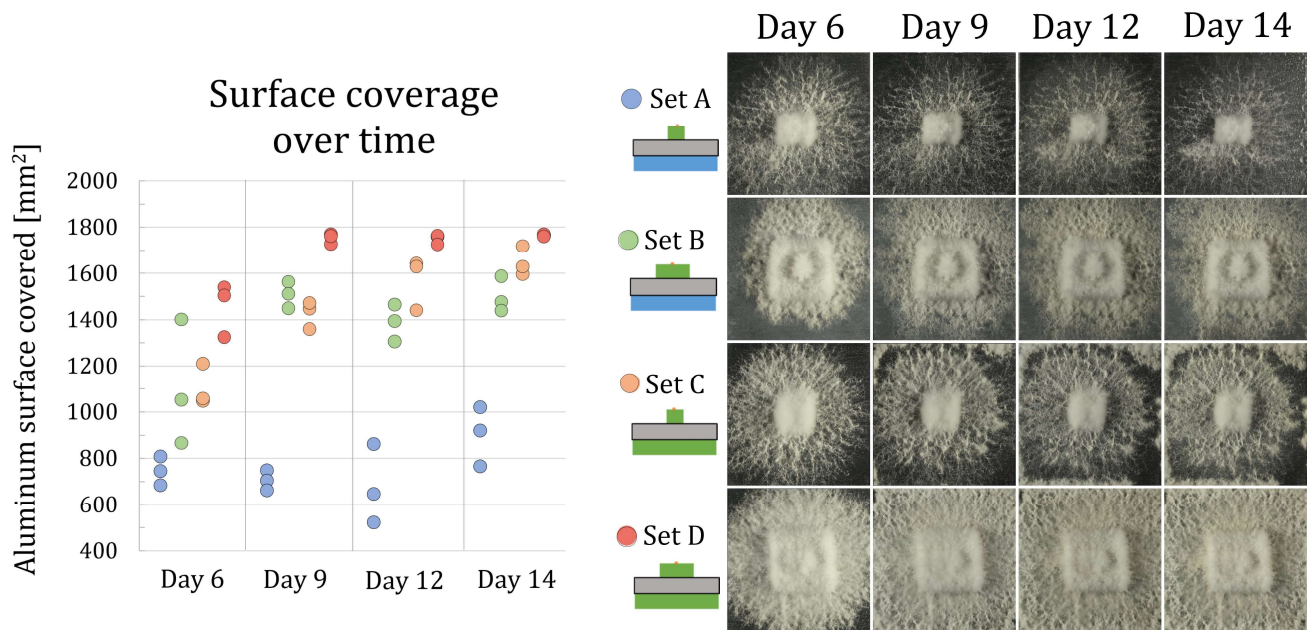 Surface coverage
over time
Aluminum surface covered [mm²]
2000
1800
1600
1400
1200
1000
800
600
400
Day 6
Day 9
Day 12
Day 14
Set A
Set B
Set C
Set D
Day 6
Day 9
Day 12
Day 14